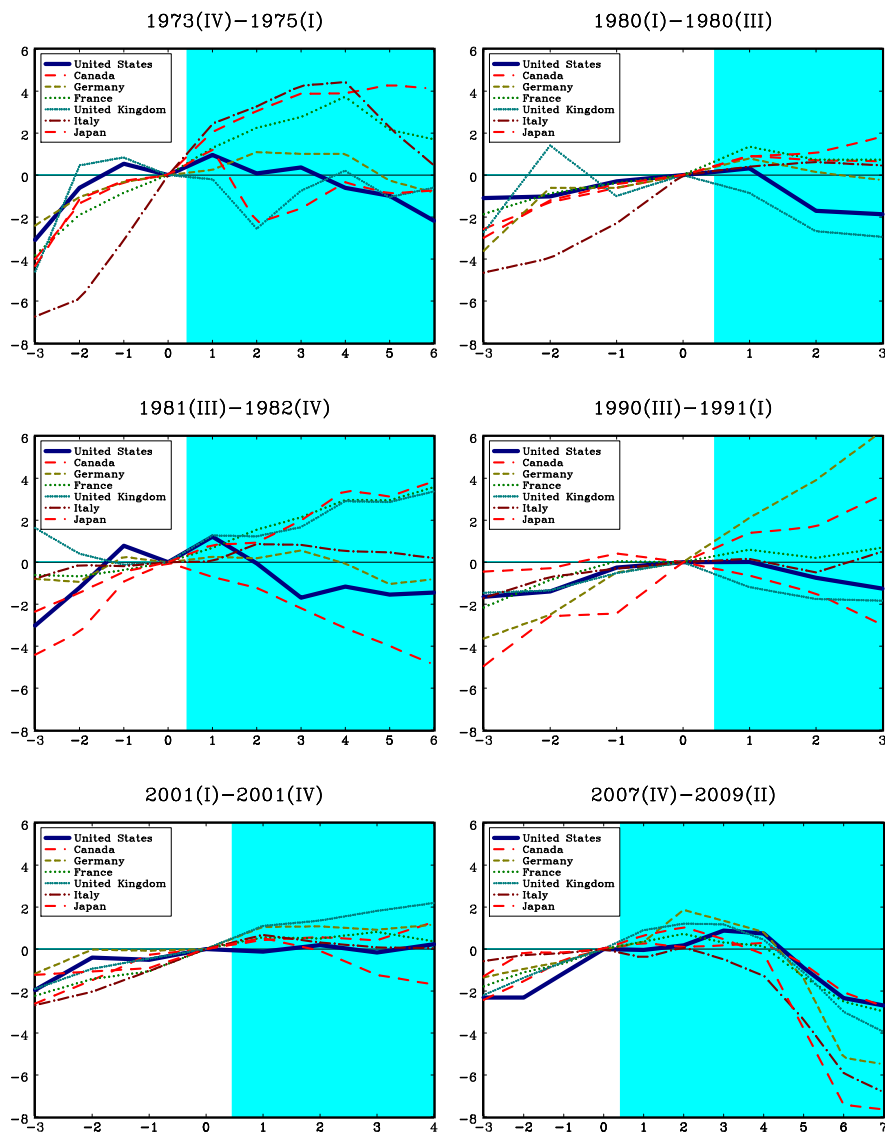 1973(IV)−1975(I)
6
4
2
0
−2
−4
−6
−8
United States
Canada
Germany
France
United Kingdom
Italy
Japan
−3 −2 −1 0 1 2 3 4 5 6
1980(I)−1980(III)
6
4
2
0
−2
−4
−6
−8
United States
Canada
Germany
France
United Kingdom
Italy
Japan
−3 −2 −1 0 1 2 3
1981(III)−1982(IV)
6
4
2
0
−2
−4
−6
−8
United States
Canada
Germany
France
United Kingdom
Italy
Japan
−3 −2 −1 0 1 2 3 4 5 6
1990(III)−1991(I)
6
4
2
0
−2
−4
−6
−8
United States
Canada
Germany
France
United Kingdom
Italy
Japan
−3 −2 −1 0 1 2 3
2001(I)−2001(IV)
6
4
2
0
−2
−4
−6
−8
United States
Canada
Germany
France
United Kingdom
Italy
Japan
−3 −2 −1 0 1 2 3 4
2007(IV)−2009(II)
6
4
2
0
−2
−4
−6
−8
United States
Canada
Germany
France
United Kingdom
Italy
Japan
−3 −2 −1 0 1 2 3 4 5 6 7